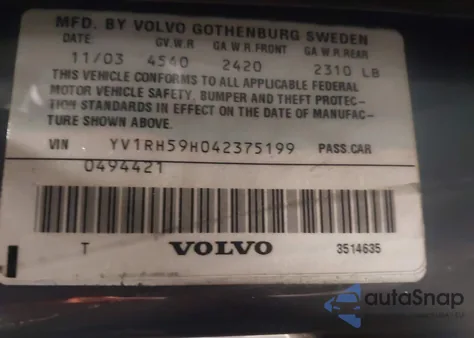 MFD. BY VOLVO GOTHENBURG SWEDEN
DATE: GV.W.R GA W R.FRONT GA W.R.REAR
11/03 4540 2420 2310 LB
THIS VEHICLE CONFORMS TO ALL APPLICABLE FEDERAL
MOTOR VEHICLE SAFETY, BUMPER AND THEFT PROTEC-
TION STANDARDS IN EFFECT ON THE DATE OF MANUFAC-
TURE SHOWN ABOVE.
VIN YV1RH59H042375199 PASS.CAR
0494421
T VOLVO 3514635
autaSnap